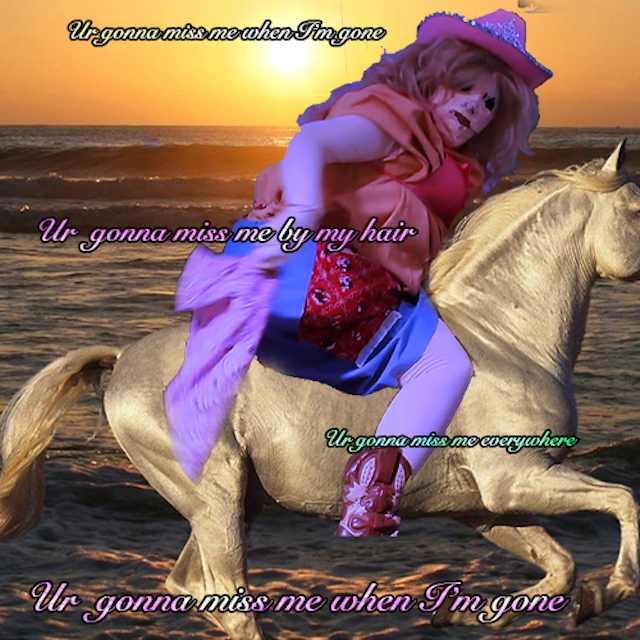 Ur gonna miss me when I'm gone
Ur gonna miss me by my hair
Ur gonna miss me everywhere
Ur gonna miss me when I'm gone